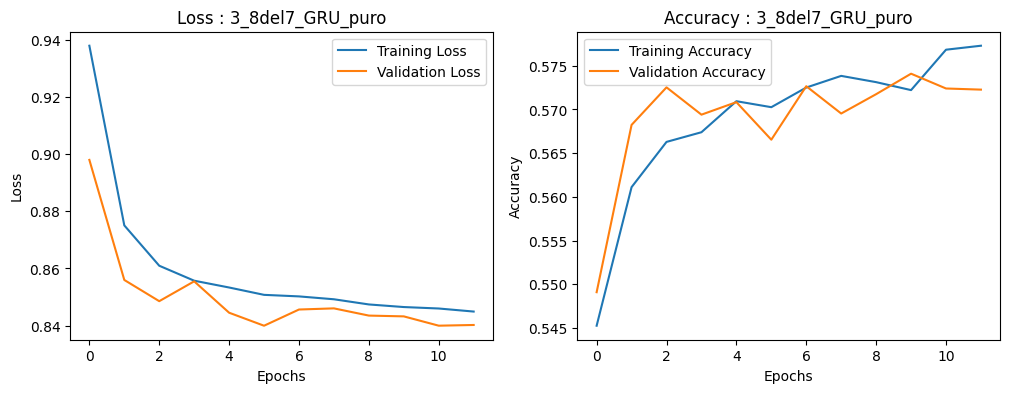 Loss : 3_8del7_GRU_puro
0.94
0.92
0.90
0.88
0.86
0.84
Loss
0
2
4
6
8
10
Epochs
Training Loss
Validation Loss
Accuracy : 3_8del7_GRU_puro
0.575
0.570
0.565
0.560
0.555
0.550
0.545
Accuracy
0
2
4
6
8
10
Epochs
Training Accuracy
Validation Accuracy